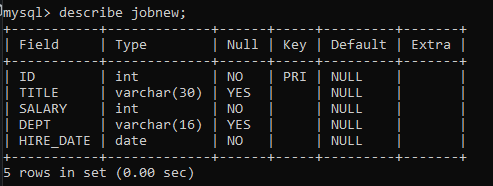 mysql> describe jobnew;
+-----------+-------------+------+-----+---------+-------+
| Field     | Type        | Null | Key | Default | Extra |
+-----------+-------------+------+-----+---------+-------+
| ID        | int         | NO   | PRI | NULL    |       |
| TITLE     | varchar(30) | YES  |     | NULL    |       |
| SALARY    | int         | NO   |     | NULL    |       |
| DEPT      | varchar(16) | YES  |     | NULL    |       |
| HIRE_DATE | date        | NO   |     | NULL    |       |
+-----------+-------------+------+-----+---------+-------+
5 rows in set (0.00 sec)